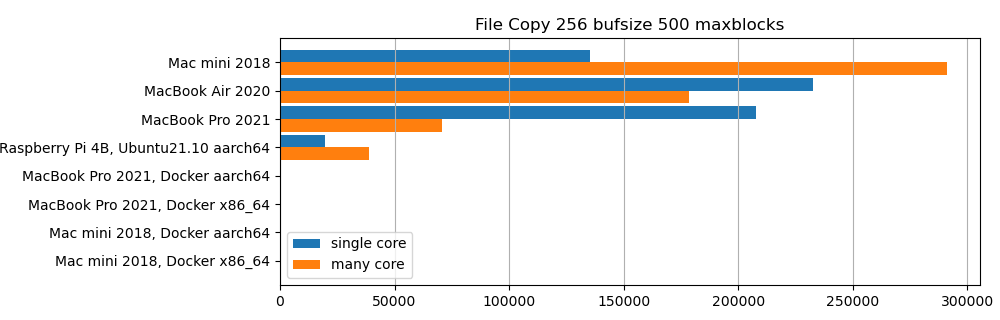 File Copy 256 bufsize 500 maxblocks
Mac mini 2018
MacBook Air 2020
MacBook Pro 2021
Raspberry Pi 4B, Ubuntu21.10 aarch64
MacBook Pro 2021, Docker aarch64
MacBook Pro 2021, Docker x86_64
Mac mini 2018, Docker aarch64
Mac mini 2018, Docker x86_64
single core
many core
0 50000 100000 150000 200000 250000 300000